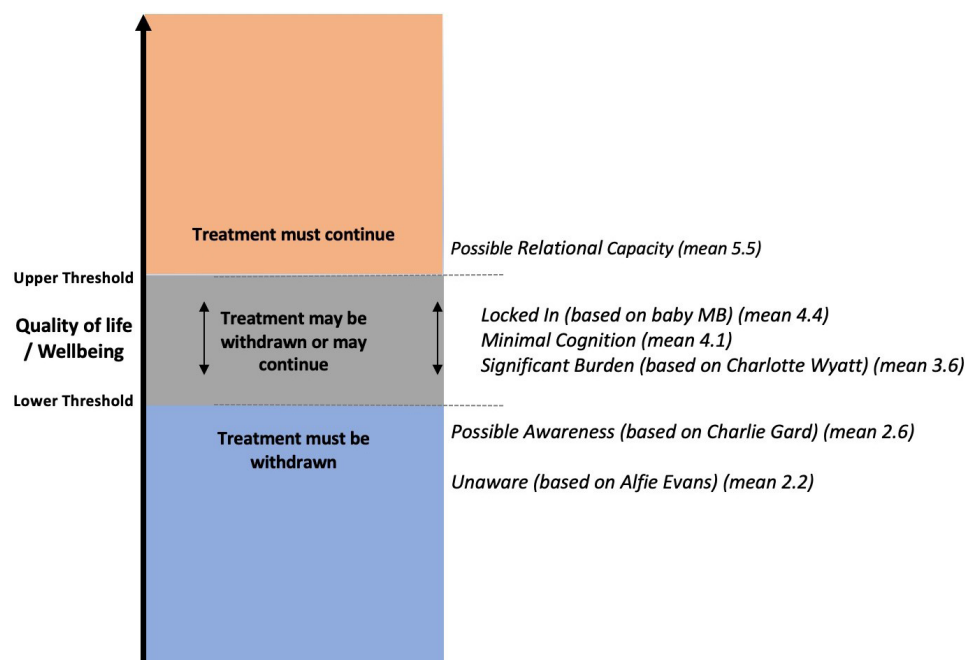 Treatment must continue
Possible Relational Capacity (mean 5.5)
Upper Threshold
Quality of life
/ Wellbeing
Treatment may be
withdrawn or may
continue
Locked In (based on baby MB) (mean 4.4)
Minimal Cognition (mean 4.1)
Significant Burden (based on Charlotte Wyatt) (mean 3.6)
Lower Threshold
Treatment must be
withdrawn
Possible Awareness (based on Charlie Gard) (mean 2.6)
Unaware (based on Alfie Evans) (mean 2.2)